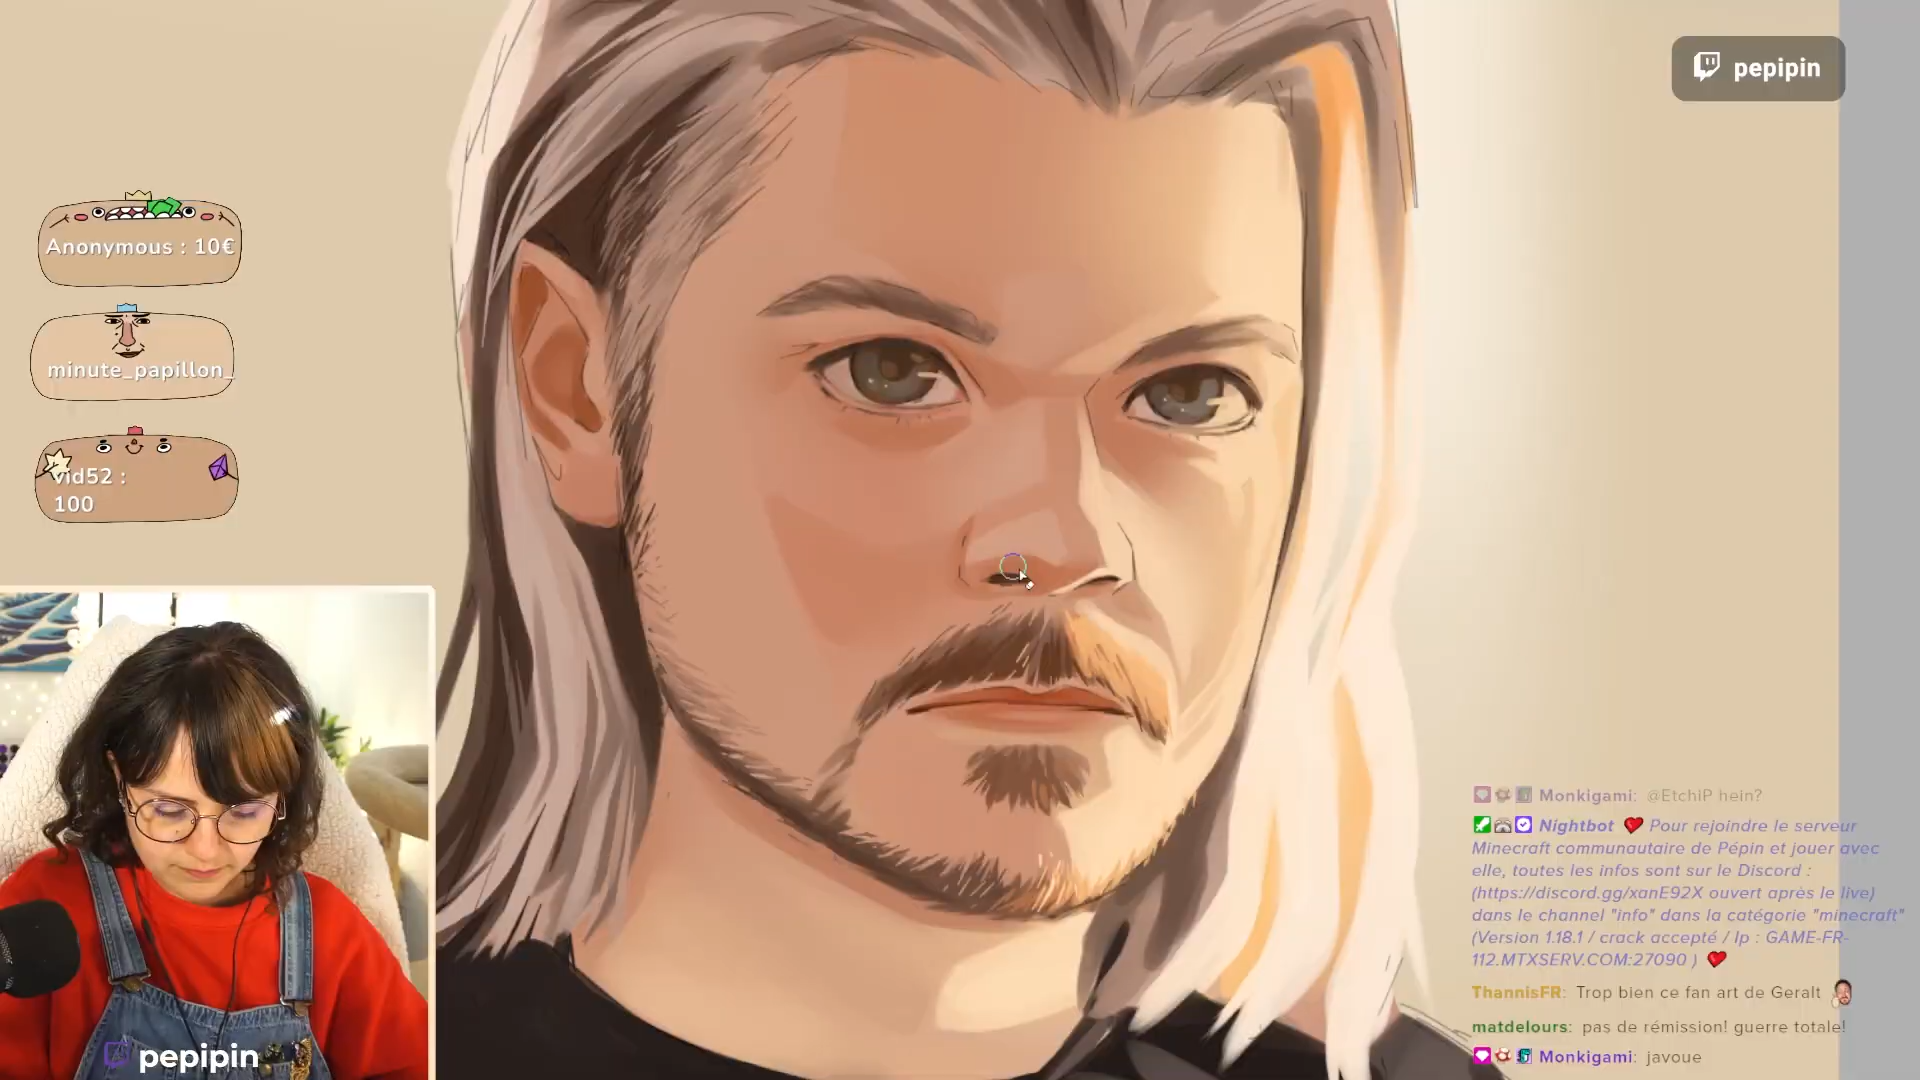 pepipin
Anonymous : 10€
minute_papillon_
vid52 :
100
pepipin
Monkigami: @EtchiP hein?
Nightbot Pour rejoindre le serveur
Minecraft communautaire de Pépin et jouer avec
elle, toutes les infos sont sur le Discord :
(https://discord.gg/xanE92X ouvert après le live)
dans le channel "info" dans la catégorie "minecraft"
(Version 1.18.1 / crack accepté / Ip : GAME-FR-
112.MTXSERV.COM:27090 )
ThannisFR: Trop bien ce fan art de Geralt
matdelours: pas de rémission! guerre totale!
Monkigami: javoue